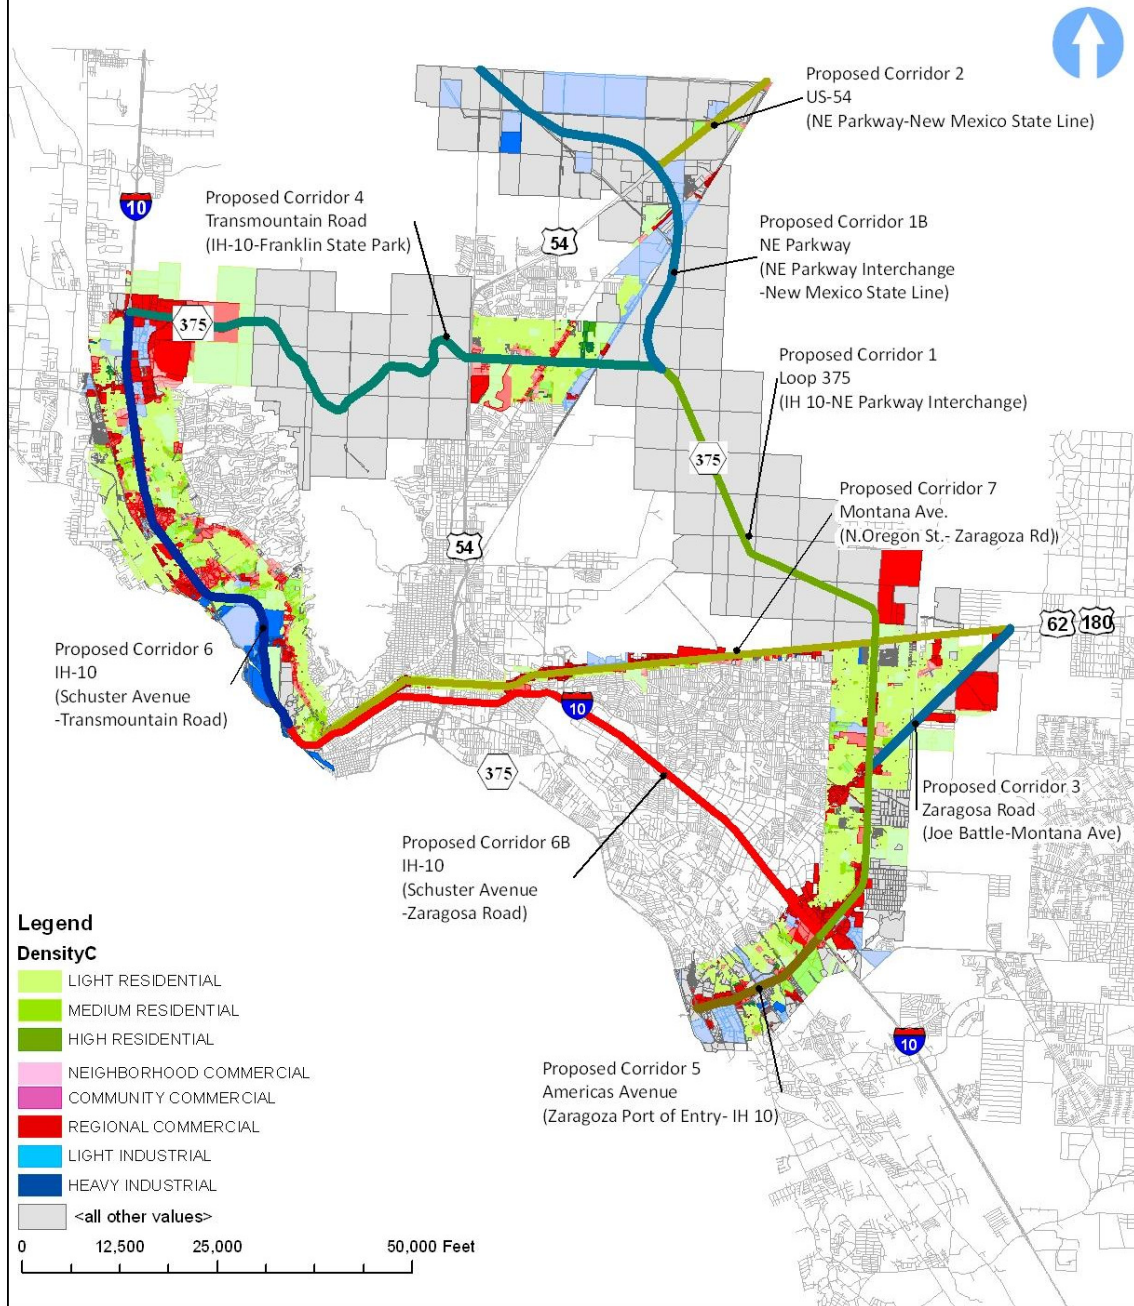 Proposed Corridor 2
US-54
(NE Parkway-New Mexico State Line)
Proposed Corridor 4
Transmountain Road
(IH-10-Franklin State Park)
10
54
Proposed Corridor 1B
NE Parkway
(NE Parkway Interchange
-New Mexico State Line)
375
Proposed Corridor 1
Loop 375
(IH 10-NE Parkway Interchange)
375
Proposed Corridor 7
Montana Ave.
(N.Oregon St.- Zaragoza Rd))
54
62
180
Proposed Corridor 6
IH-10
(Schuster Avenue
-Transmountain Road)
10
375
Proposed Corridor 3
Zaragosa Road
(Joe Battle-Montana Ave)
Proposed Corridor 6B
IH-10
(Schuster Avenue
-Zaragosa Road)
10
Proposed Corridor 5
Americas Avenue
(Zaragoza Port of Entry- IH 10)
Legend
DensityC
LIGHT RESIDENTIAL
MEDIUM RESIDENTIAL
HIGH RESIDENTIAL
NEIGHBORHOOD COMMERCIAL
COMMUNITY COMMERCIAL
REGIONAL COMMERCIAL
LIGHT INDUSTRIAL
HEAVY INDUSTRIAL
<all other values>
0 12,500 25,000 50,000 Feet